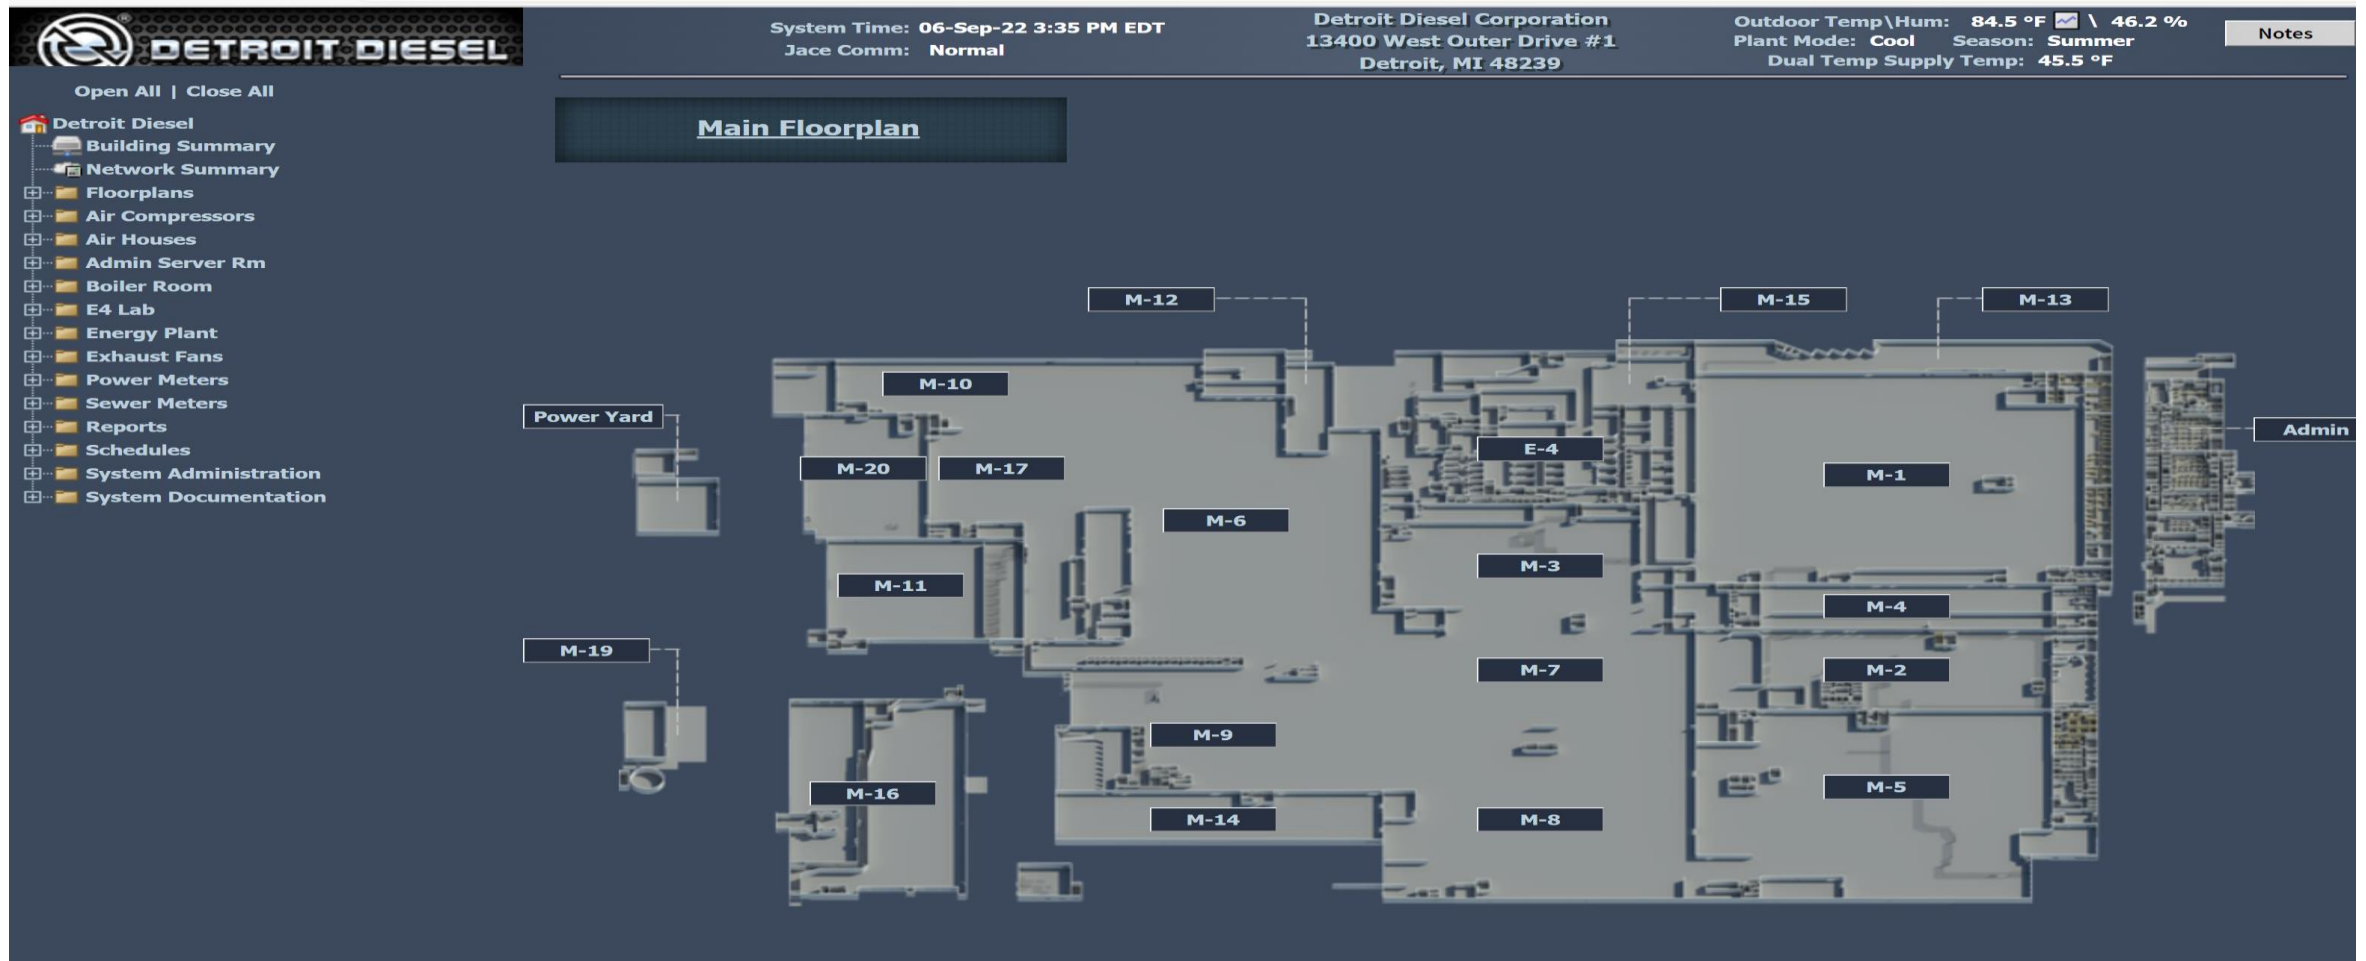 DETROIT DIESEL
®
System Time: 06-Sep-22 3:35 PM EDT
Jace Comm: Normal
Detroit Diesel Corporation
13400 West Outer Drive #1
Detroit, MI 48239
Outdoor Temp\Hum: 84.5 °F \ 46.2 %
Plant Mode: Cool Season: Summer
Dual Temp Supply Temp: 45.5 °F
Notes
Open All | Close All
Detroit Diesel
Building Summary
Network Summary
Floorplans
Air Compressors
Air Houses
Admin Server Rm
Boiler Room
E4 Lab
Energy Plant
Exhaust Fans
Power Meters
Sewer Meters
Reports
Schedules
System Administration
System Documentation
Main Floorplan
M-12
M-15
M-13
M-10
Power Yard
Admin
E-4
M-20
M-17
M-1
M-6
M-3
M-11
M-4
M-19
M-7
M-2
M-9
M-16
M-5
M-14
M-8